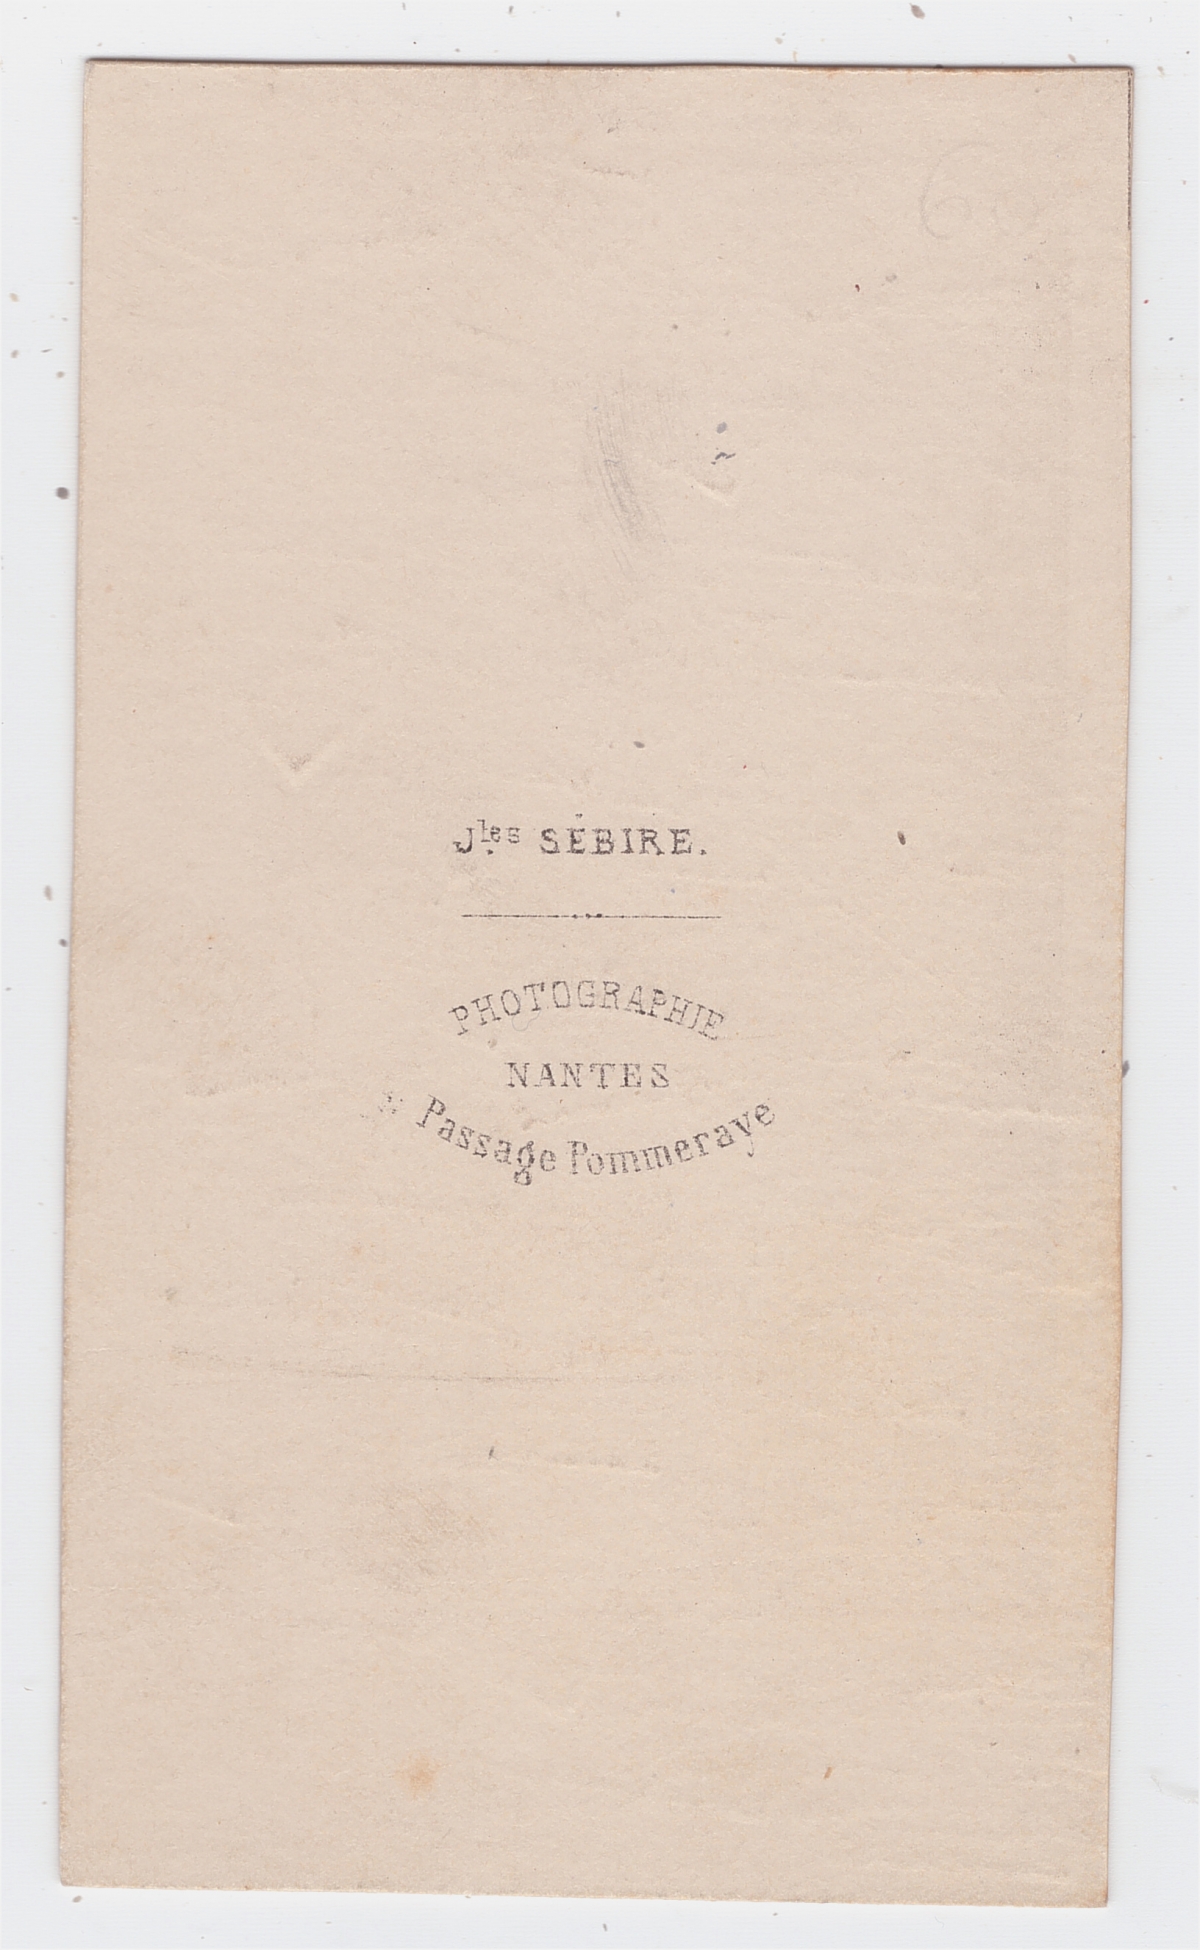 Jles SÉBIRE.
PHOTOGRAPHIE
NANTES
Passage Pommeraye